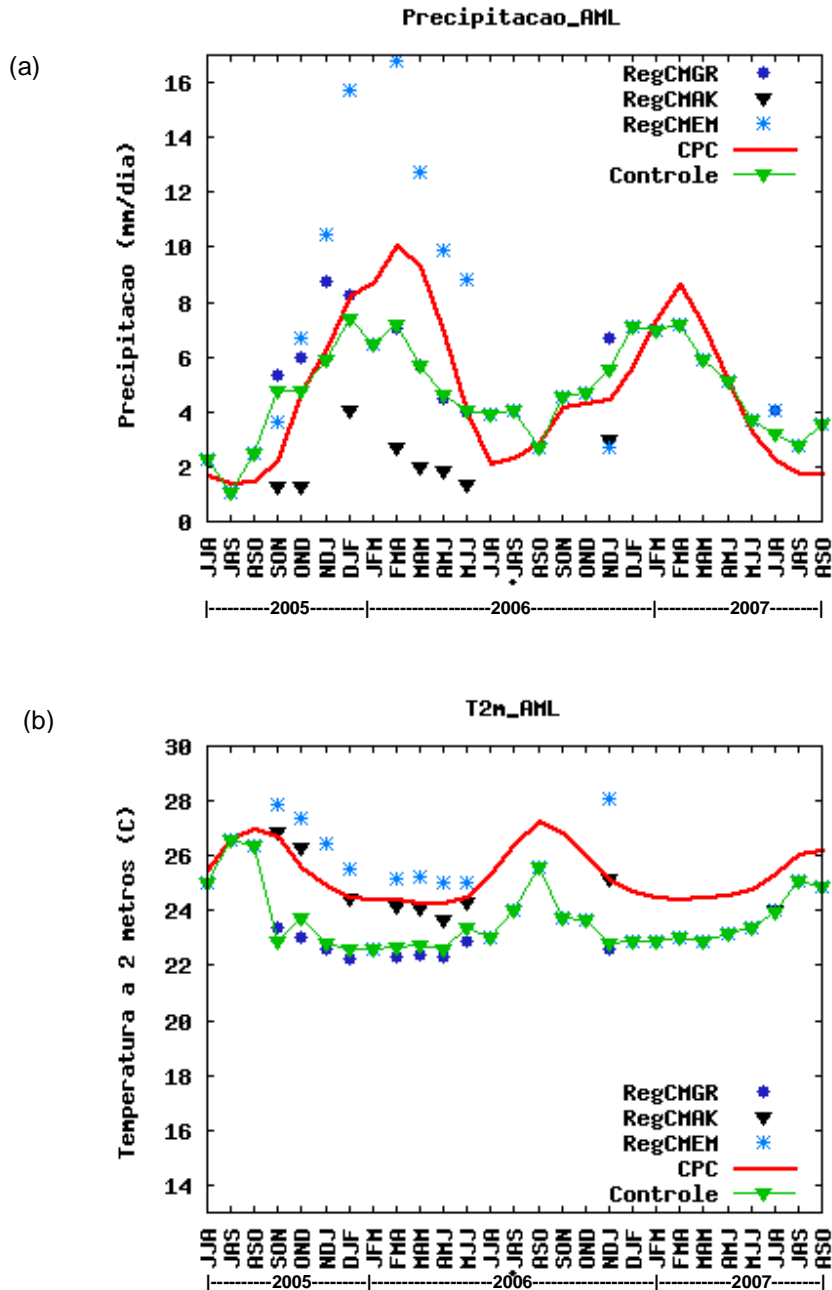 Precipitacao_AML
(a)
Precipitacao (mm/dia)
16
14
12
10
8
6
4
2
0
RegCMGR
RegCMAK
RegCMEM
CPC
Controle
JJA JAS ASO SON OND NDJ DJF JFM FMA MAM AMJ MJJ JJA JAS ASO SON OND NDJ DJF JFM FMA MAM AMJ MJJ JJA JAS ASO
|----------2005----------|--------------------2006--------------------|----------2007--------|
T2m_AML
(b)
Temperatura a 2 metros (C)
30
28
26
24
22
20
18
16
14
RegCMGR
RegCMAK
RegCMEM
CPC
Controle
JJA JAS ASO SON OND NDJ DJF JFM FMA MAM AMJ MJJ JJA JAS ASO SON OND NDJ DJF JFM FMA MAM AMJ MJJ JJA JAS ASO
|----------2005----------|--------------------2006--------------------|----------2007--------|